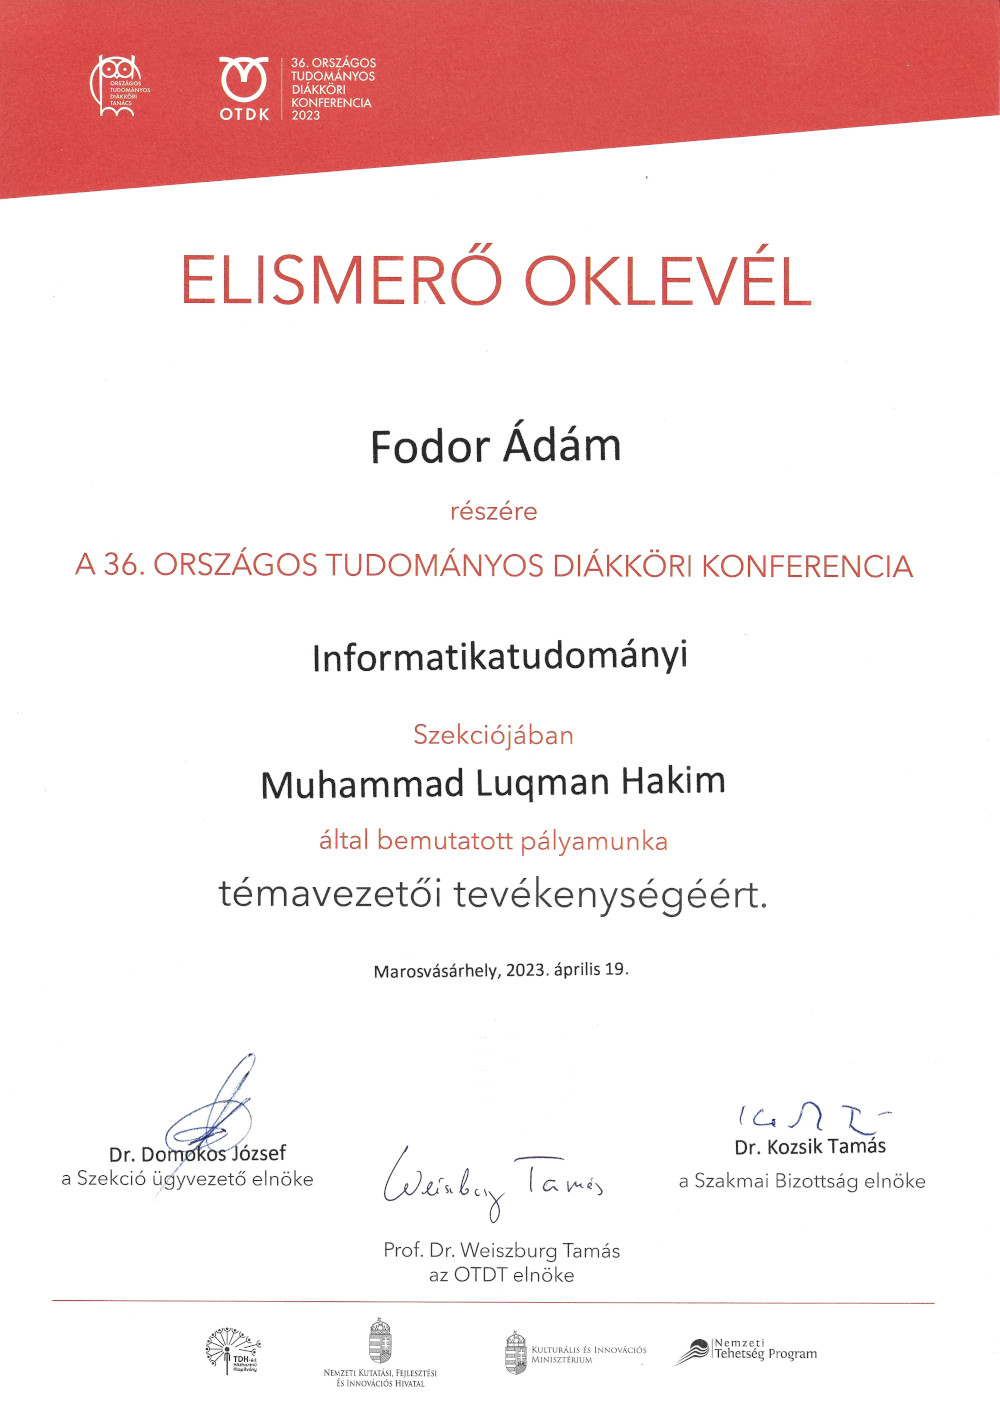 ORSZÁGOS
TUDOMÁNYOS
DIÁKKÖRI
TANÁCS
OTDK
36. ORSZÁGOS
TUDOMÁNYOS
DIÁKKÖRI
KONFERENCIA
2023
ELISMERŐ OKLEVÉL
Fodor Ádám
részére
A 36. ORSZÁGOS TUDOMÁNYOS DIÁKKÖRI KONFERENCIA
Informatikatudományi
Szekciójában
Muhammad Luqman Hakim
által bemutatott pályamunka
témavezetői tevékenységéért.
Marosvásárhely, 2023. április 19.
Dr. Domokos József
a Szekció ügyvezető elnöke
Weiszburg Tamás
Prof. Dr. Weiszburg Tamás
az OTDT elnöke
Dr. Kozsik Tamás
a Szakmai Bizottság elnöke
TDH-ért
NEMZETI KUTATÁSI, FEJLESZTÉSI
ÉS INNOVÁCIÓS HIVATAL
KULTURÁLIS ÉS INNOVÁCIÓS
MINISZTÉRIUM
Nemzeti
Tehetség Program